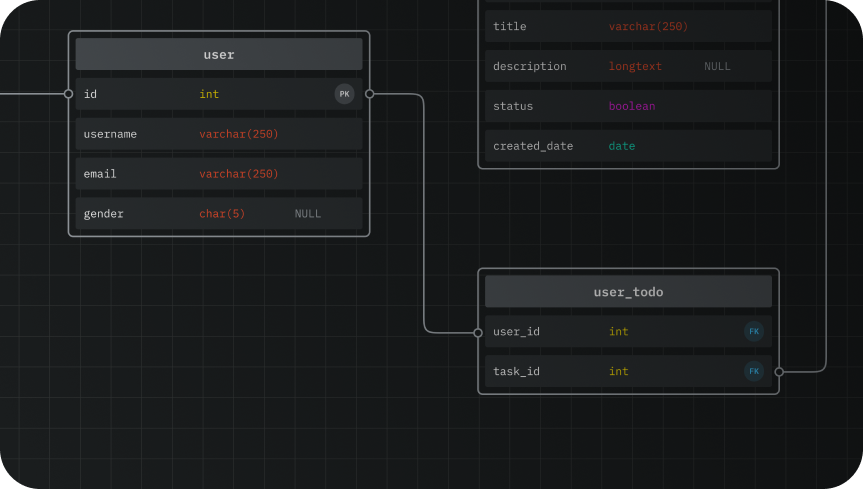 user
id int PK
username varchar(250)
email varchar(250)
gender char(5) NULL
title varchar(250)
description longtext NULL
status boolean
created_date date
user_todo
user_id int FK
task_id int FK